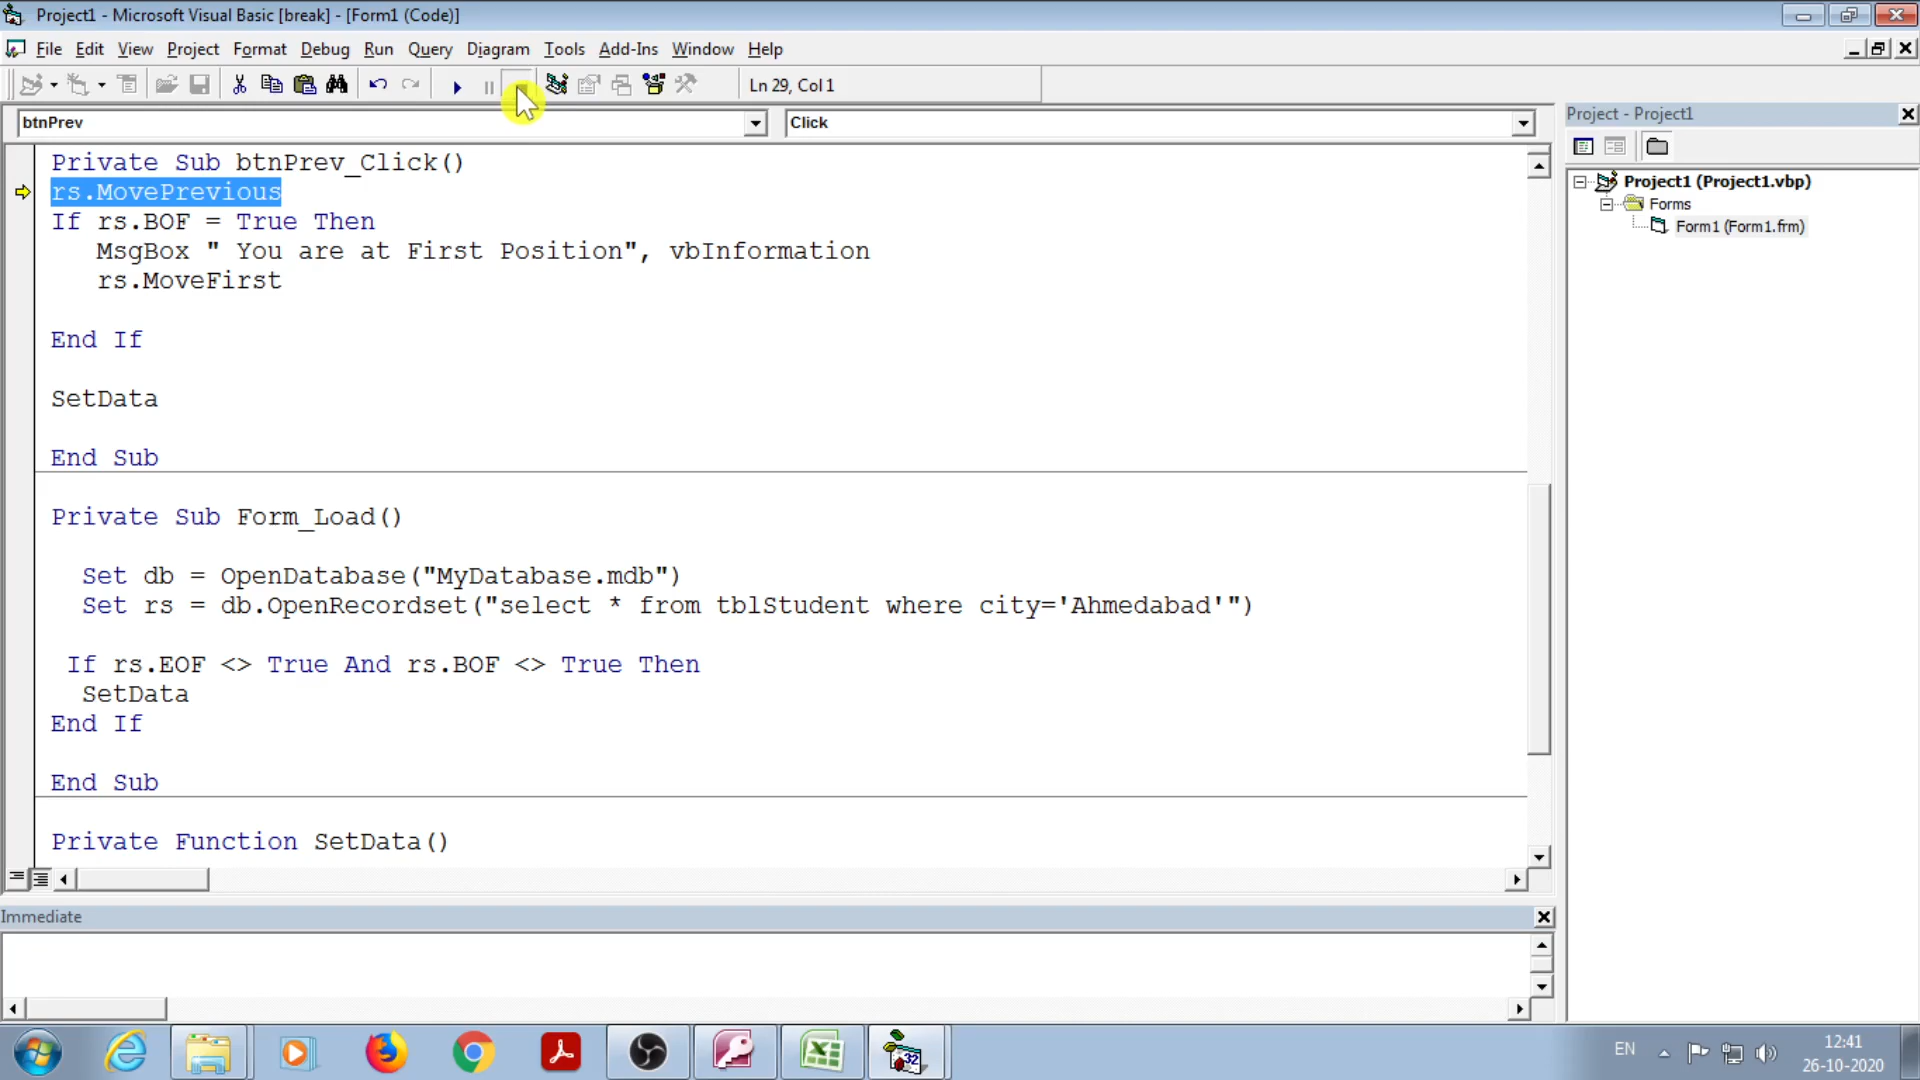 Project1 - Microsoft Visual Basic [break] - [Form1 (Code)]
File Edit View Project Format Debug Run Query Diagram Tools Add-Ins Window Help
Ln 29, Col 1
btnPrev
Click
Project - Project1
Private Sub btnPrev_Click()
rs.MovePrevious
If rs.BOF = True Then
MsgBox " You are at First Position", vbInformation
rs.MoveFirst
End If
SetData
End Sub
Private Sub Form_Load()
Set db = OpenDatabase("MyDatabase.mdb")
Set rs = db.OpenRecordset("select * from tblStudent where city='Ahmedabad'")
If rs.EOF <> True And rs.BOF <> True Then
SetData
End If
End Sub
Private Function SetData()
Project1 (Project1.vbp)
Forms
Form1 (Form1.frm)
Immediate
32
EN
12:41
26-10-2020